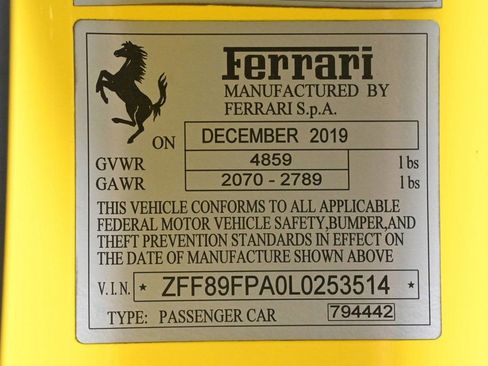 Ferrari
MANUFACTURED BY
FERRARI S.p.A.
ON DECEMBER 2019
GVWR 4859 lbs
GAWR 2070 - 2789 lbs
THIS VEHICLE CONFORMS TO ALL APPLICABLE
FEDERAL MOTOR VEHICLE SAFETY,BUMPER,AND
THEFT PREVENTION STANDARDS IN EFFECT ON
THE DATE OF MANUFACTURE SHOWN ABOVE
V.I.N. * ZFF89FPA0L0253514 *
TYPE: PASSENGER CAR 794442